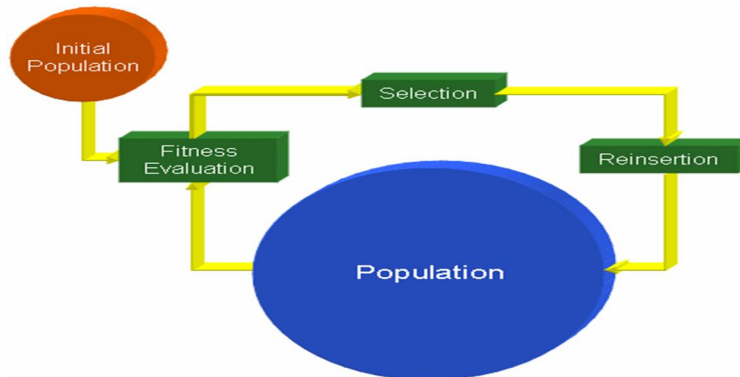 Initial
Population
Selection
Fitness
Evaluation
Reinsertion
Population